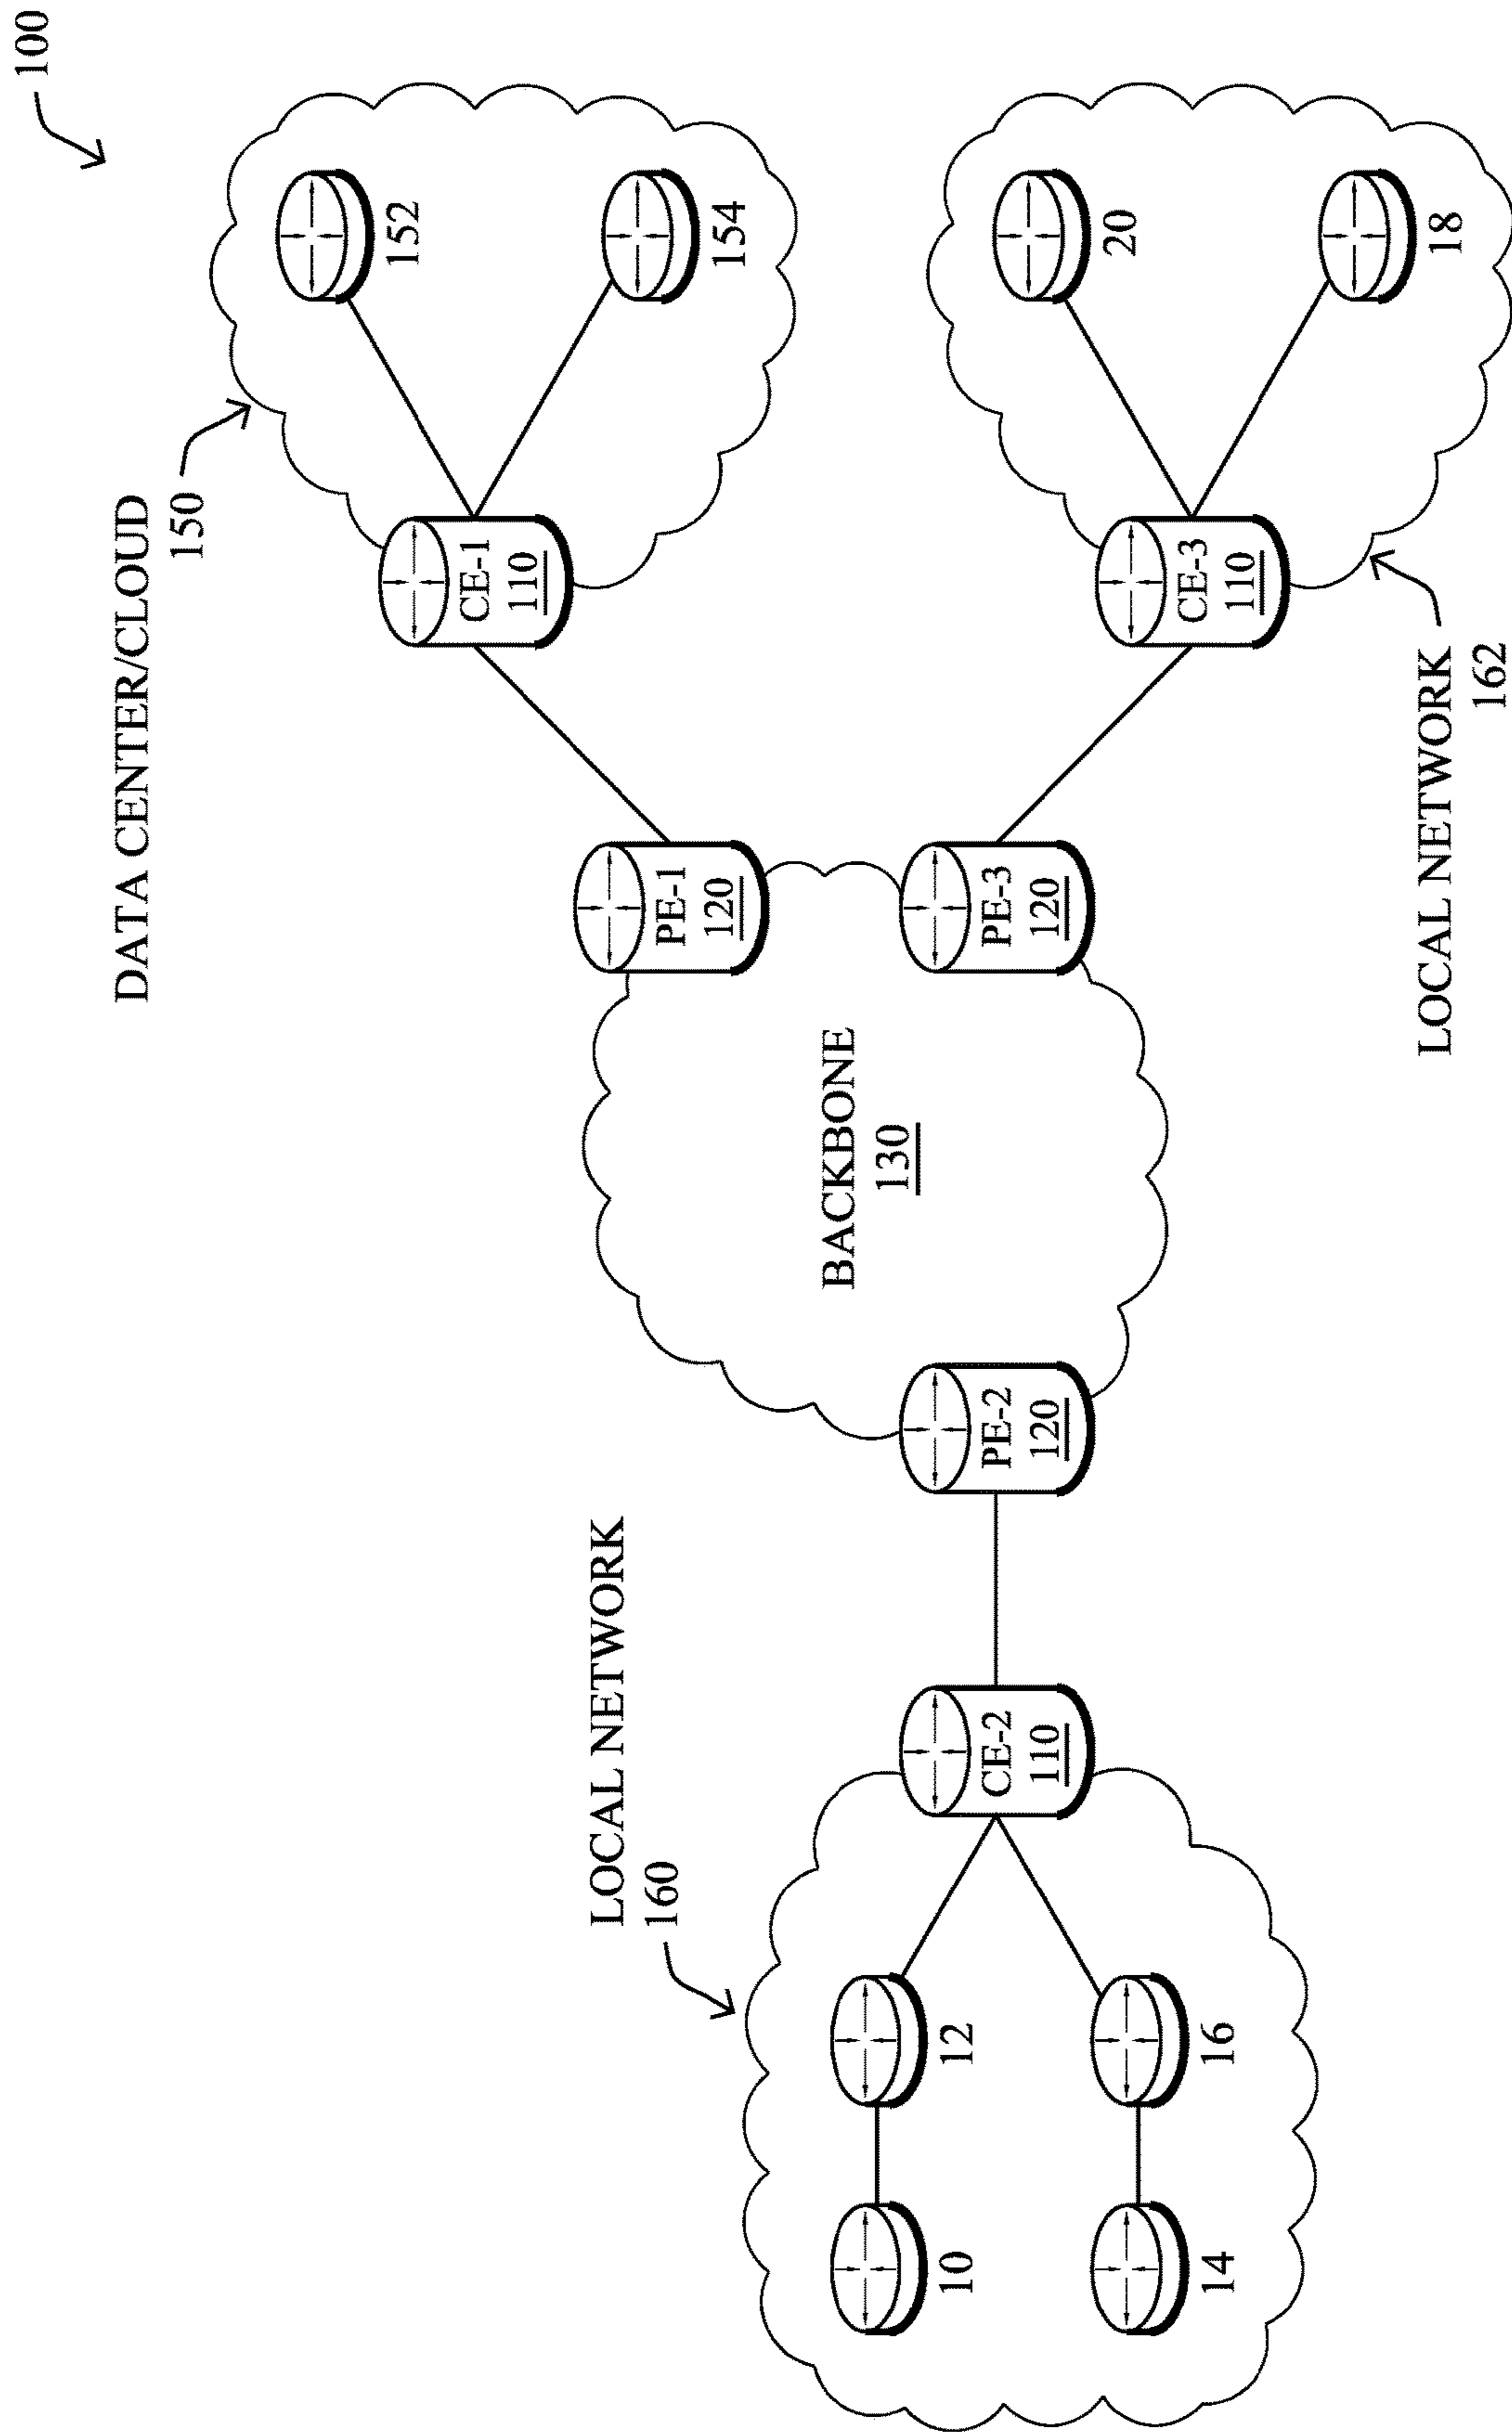 100
DATA CENTER/CLOUD
150
152
154
CE-1
110
PE-1
120
LOCAL NETWORK
160
BACKBONE
130
10
12
CE-2
110
PE-2
120
PE-3
120
CE-3
110
20
14
16
18
LOCAL NETWORK
162